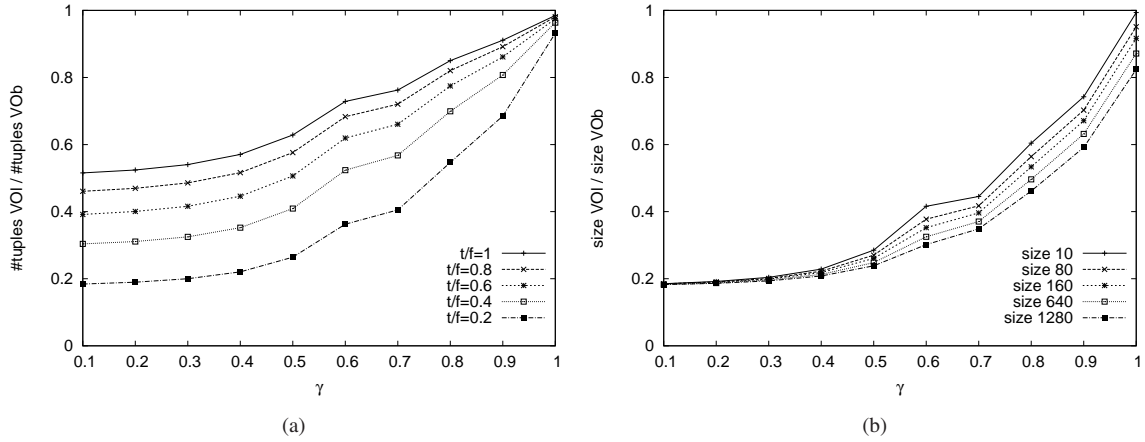 1
0.8
0.6
0.4
0.2
0
0.1 0.2 0.3 0.4 0.5 0.6 0.7 0.8 0.9 1
#tuples VOl / #tuples VOb
γ
t/f=1
t/f=0.8
t/f=0.6
t/f=0.4
t/f=0.2
(a)
1
0.8
0.6
0.4
0.2
0
0.1 0.2 0.3 0.4 0.5 0.6 0.7 0.8 0.9 1
size VOl / size VOb
γ
size 10
size 80
size 160
size 640
size 1280
(b)